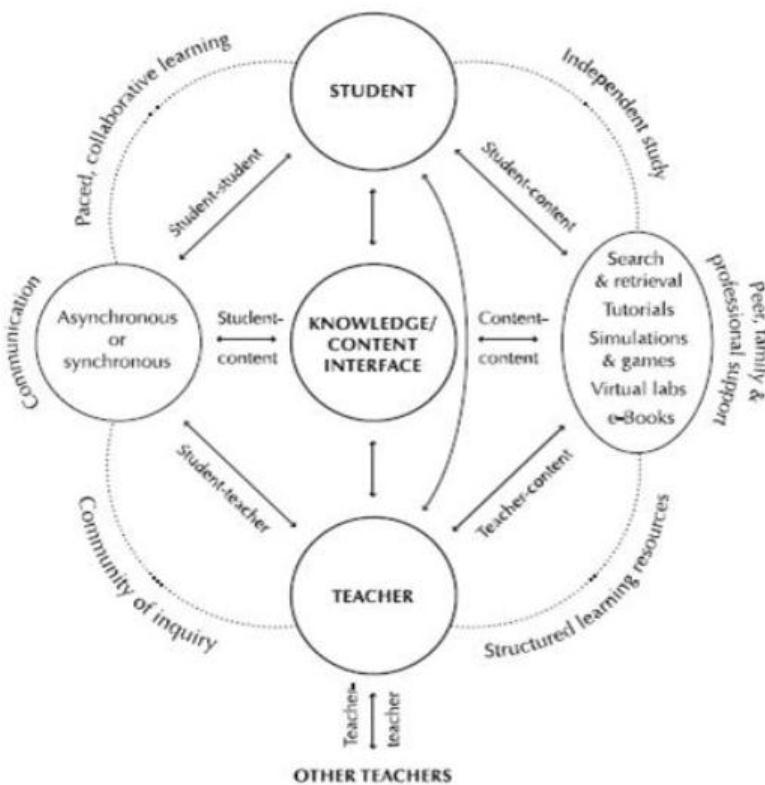 STUDENT
Paced, collaborative learning
Independent study
Student-student
Student-content
Communication
Asynchronous
or
synchronous
Student-
content
KNOWLEDGE/
CONTENT
INTERFACE
Content-
content
Search
& retrieval
Tutorials
Simulations
& games
Virtual labs
e-Books
Peer, family &
professional support
Student-teacher
Teacher-content
Community of inquiry
TEACHER
Structured learning resources
Teacher-
teacher
OTHER TEACHERS